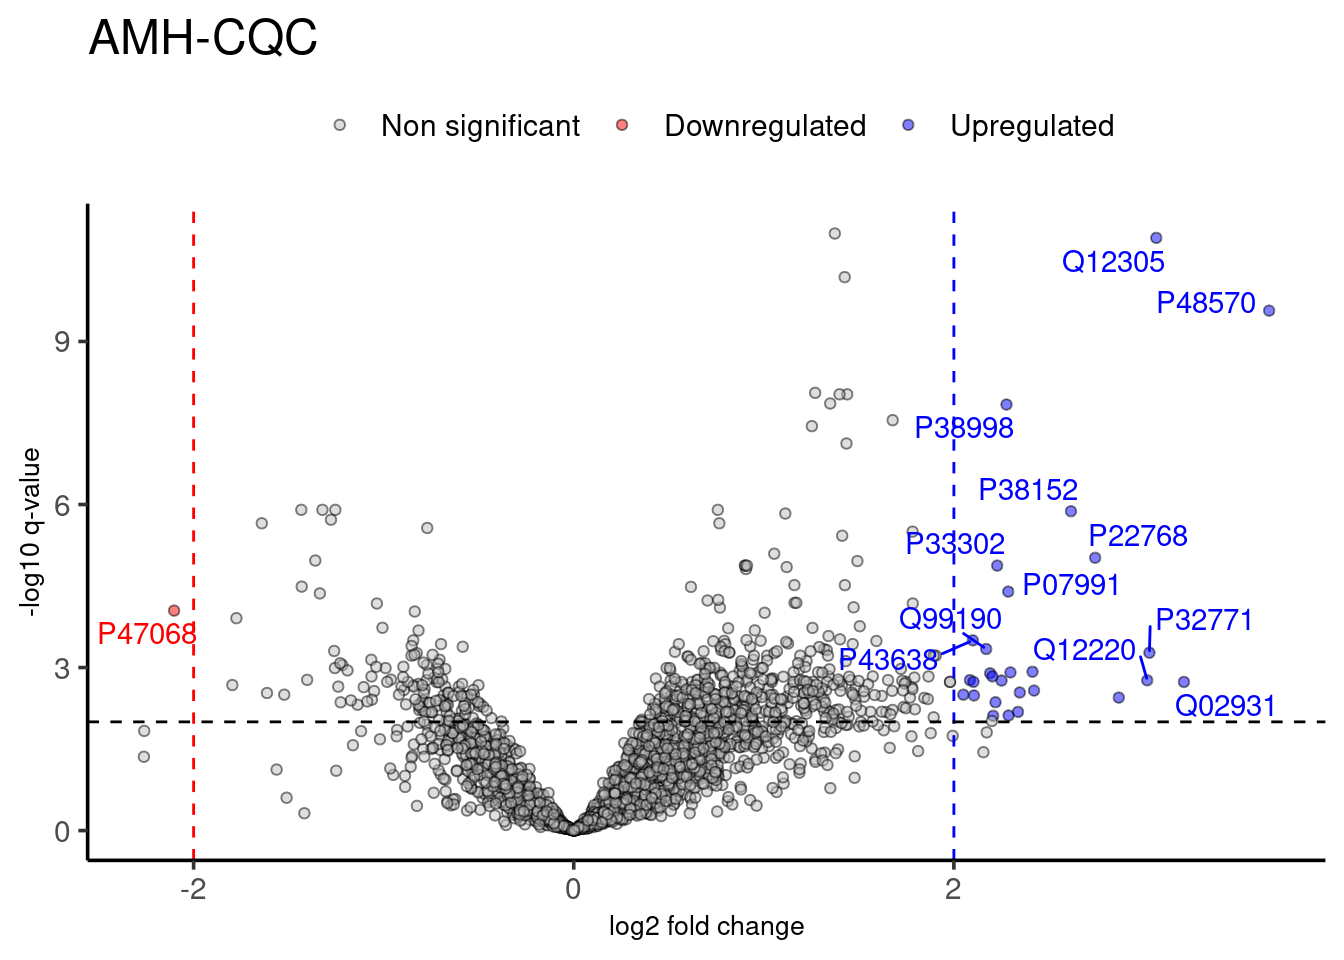 AMH-CQC
Non significant
Downregulated
Upregulated
Q12305
P48570
9
P38998
P38152
6
P22768
P33302
P07991
Q99190
P32771
P47068
Q12220
P43638
3
Q02931
0
-2
0
2
-log10 q-value
log2 fold change